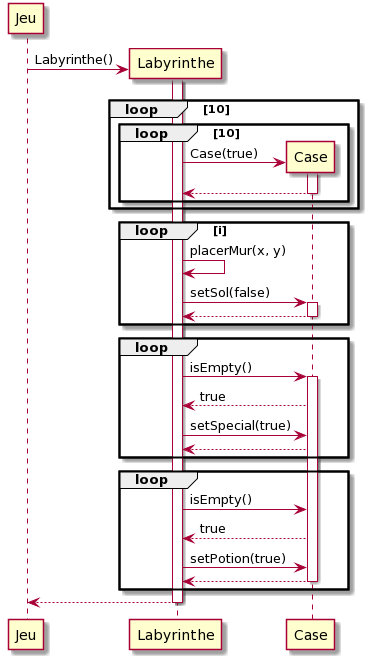 Jeu
Labyrinthe()
Labyrinthe
loop [10]
loop [10]
Case(true)
Case
loop [i]
placerMur(x, y)
setSol(false)
loop
isEmpty()
true
setSpecial(true)
loop
isEmpty()
true
setPotion(true)
Jeu Labyrinthe Case